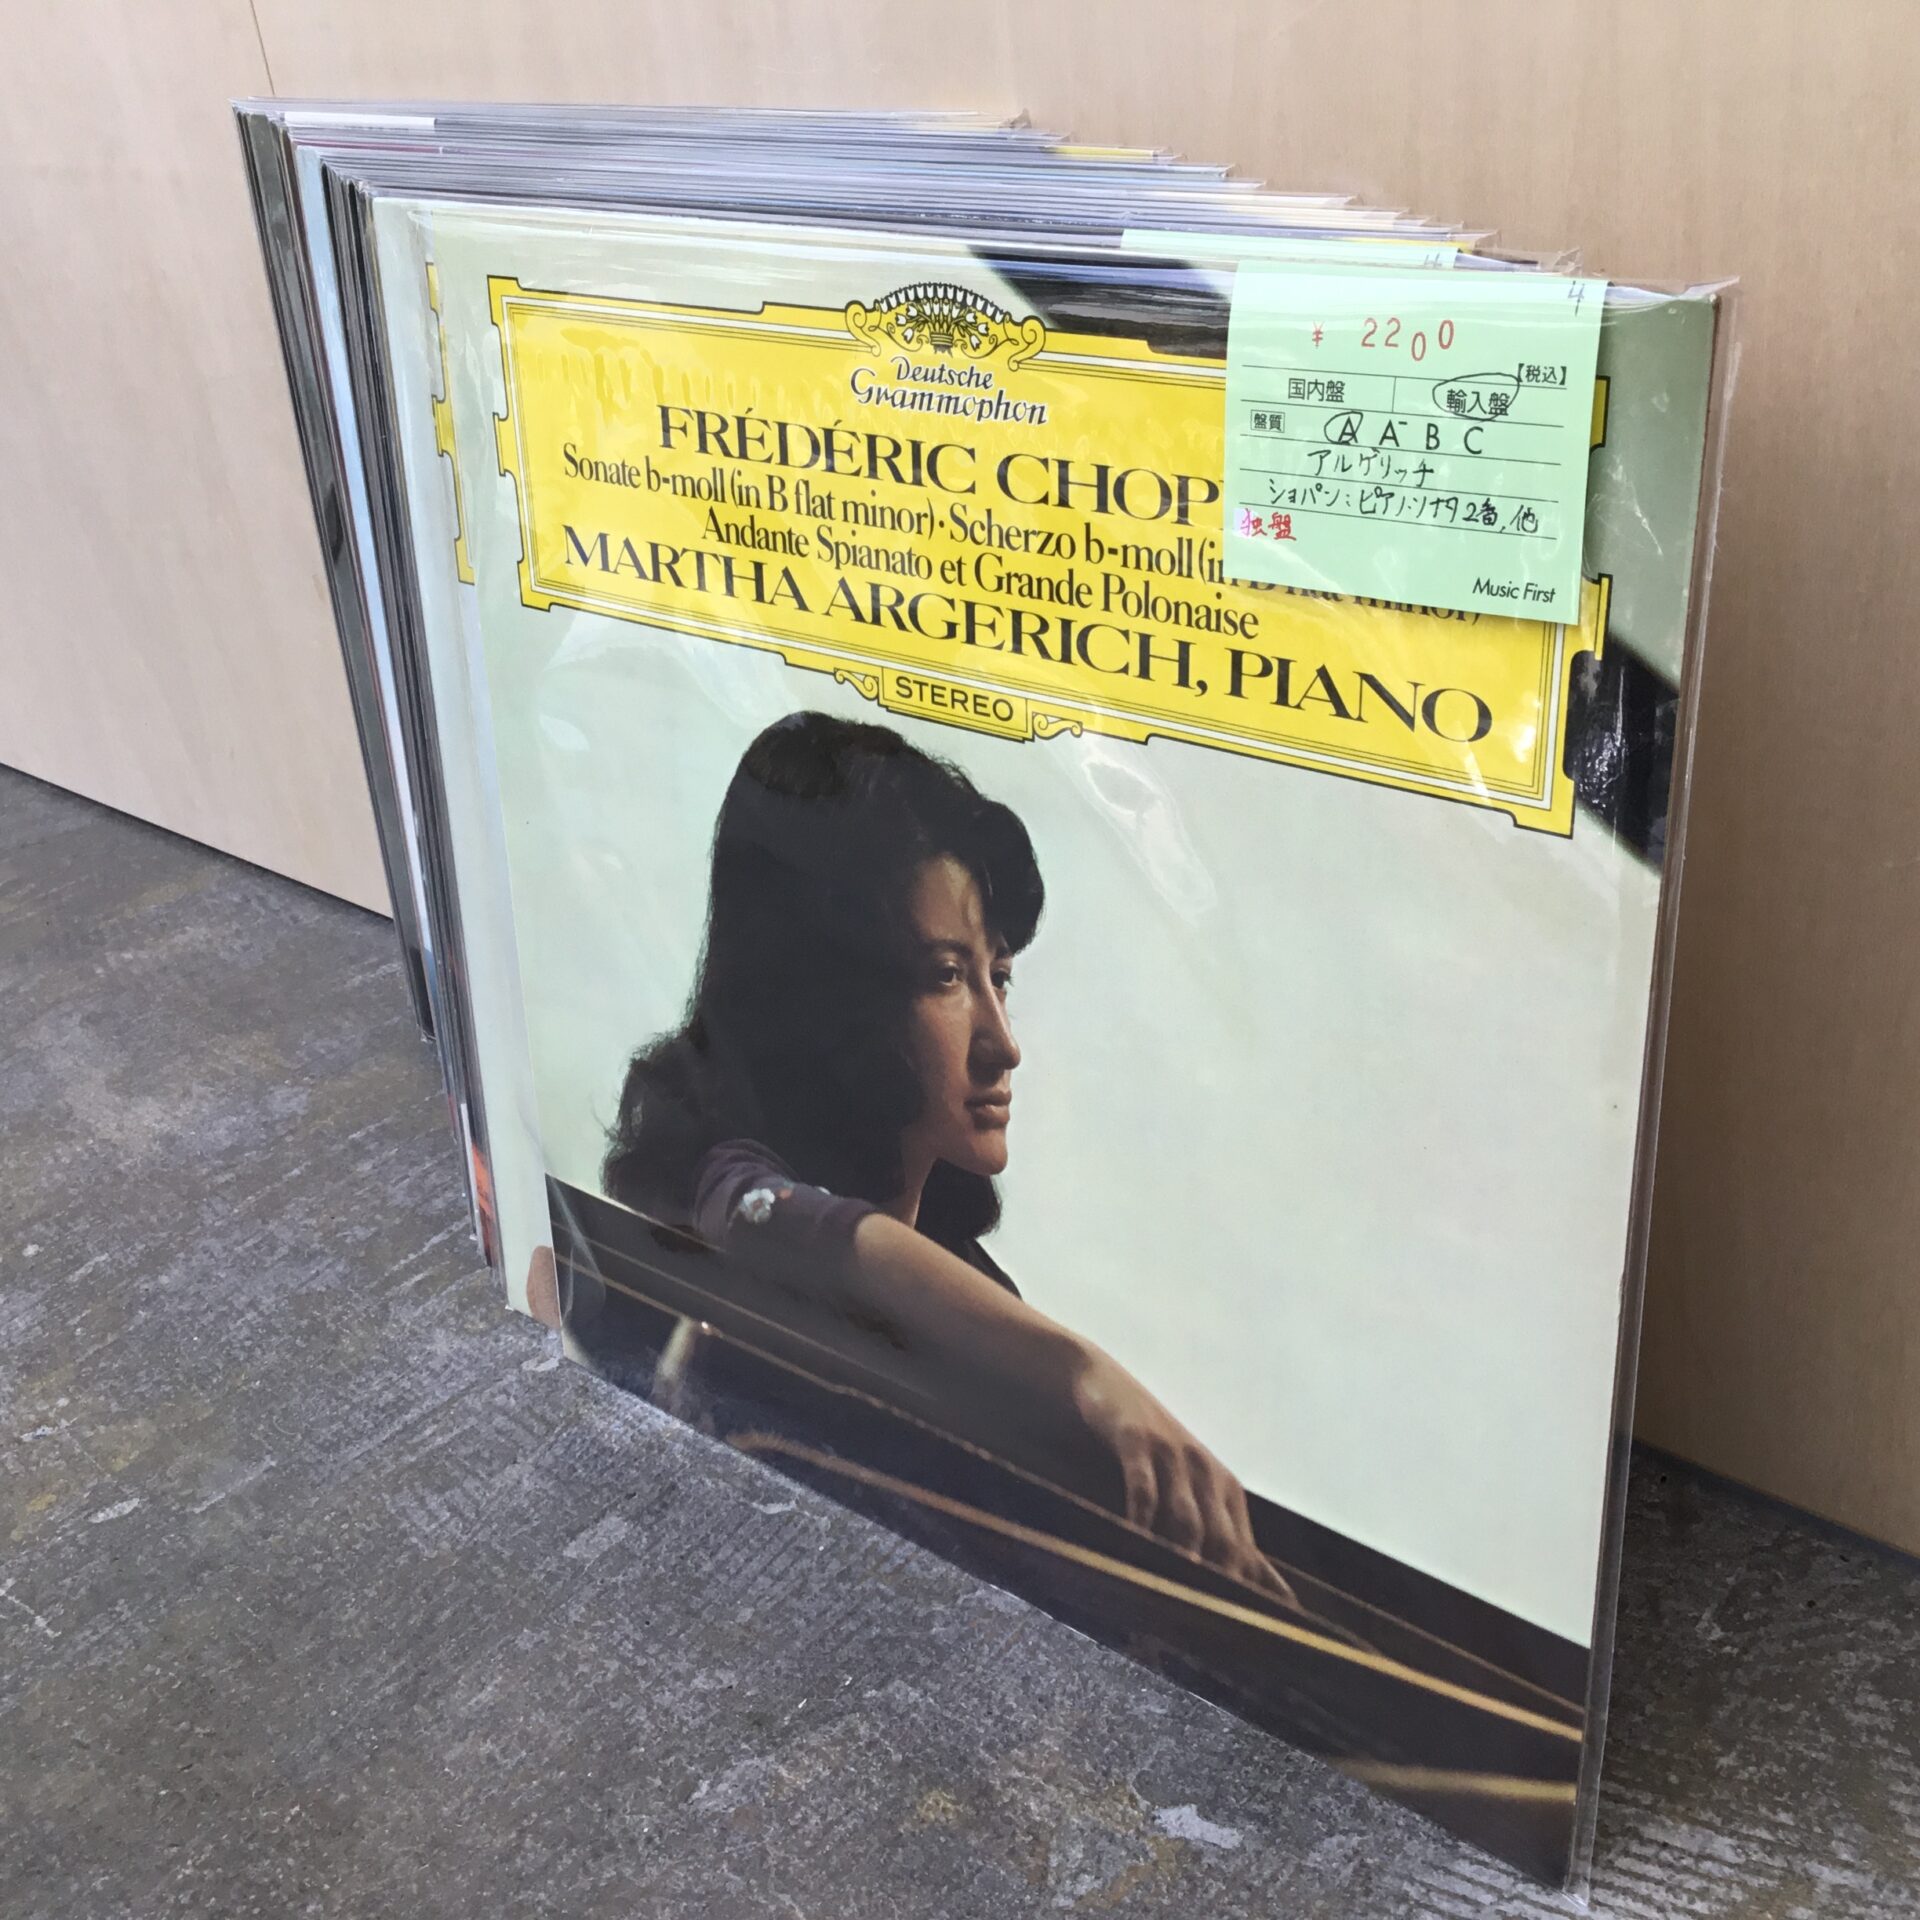 4
¥ 2200
【税込】
国内盤 輸入盤
盤質 A A⁻ B C
アルゲリッチ
ショパン:ピアノ・ソナタ2番,他
独盤
Music First
Deutsche
Grammophon
FRÉDÉRIC CHOP
Sonate b-moll (in B flat minor) · Scherzo b-moll (in B flat minor)
Andante Spianato et Grande Polonaise
MARTHA ARGERICH, PIANO
STEREO